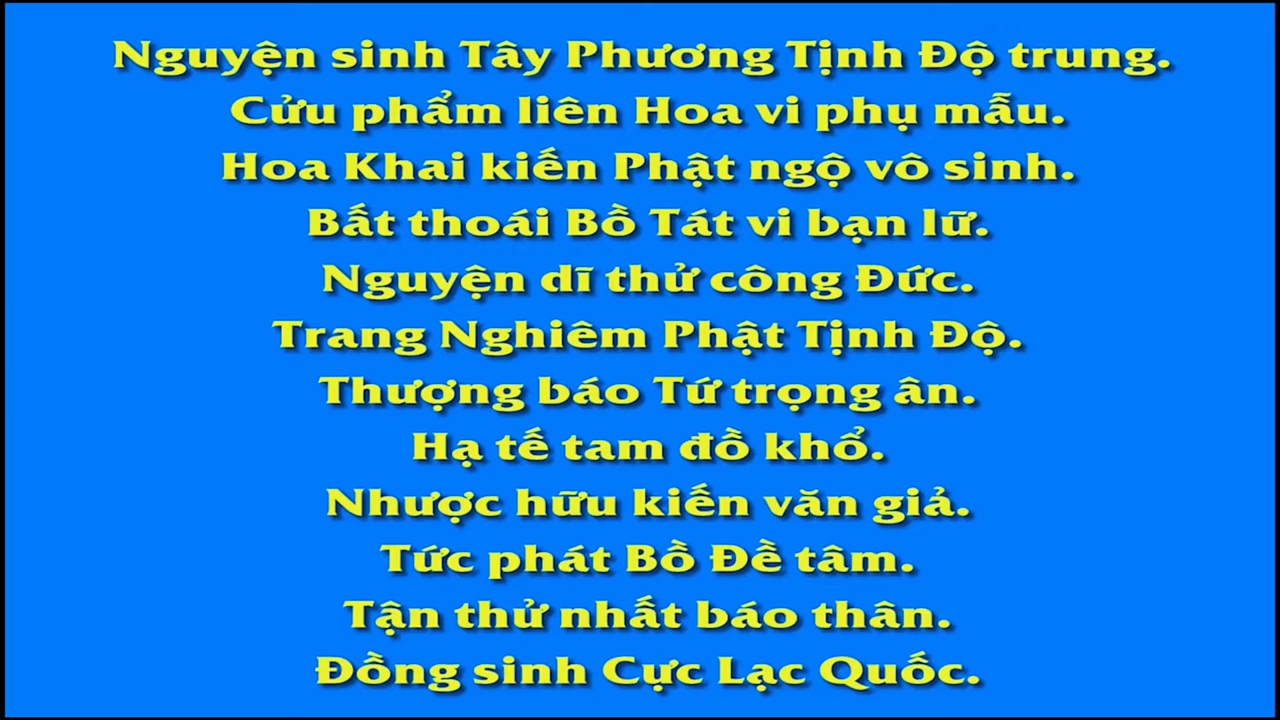 Nguyện sinh Tây Phương Tịnh Độ trung.
Cửu phẩm liên Hoa vi phụ mẫu.
Hoa Khai kiến Phật ngộ vô sinh.
Bất thoái Bồ Tát vi bạn lữ.
Nguyện dĩ thử công Đức.
Trang Nghiêm Phật Tịnh Độ.
Thượng báo Tứ trọng ân.
Hạ tế tam đồ khổ.
Nhược hữu kiến văn giả.
Tức phát Bồ Đề tâm.
Tận thử nhất báo thân.
Đồng sinh Cực Lạc Quốc.